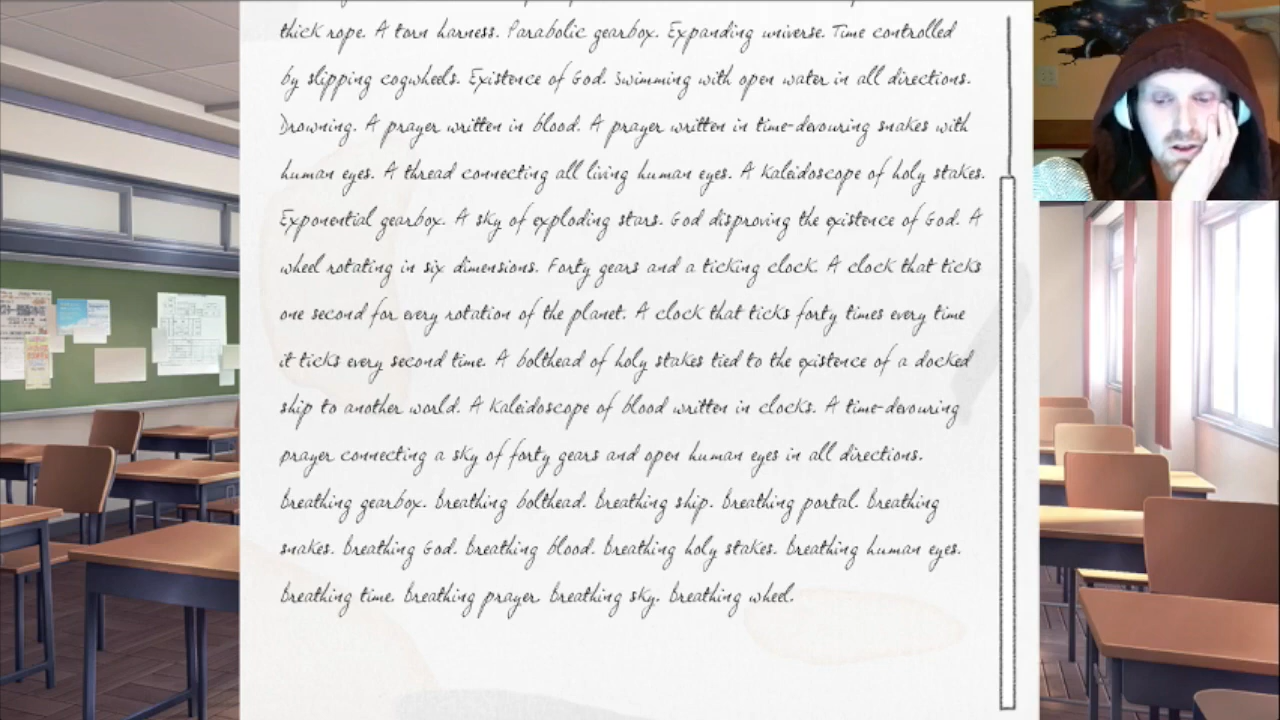 thick rope. A torn harness. Parabolic gearbox. Expanding universe. Time controlled
by slipping cogwheels. Existence of God. Swimming with open water in all directions.
Drowning. A prayer written in blood. A prayer written in time-devouring snakes with
human eyes. A thread connecting all living human eyes. A kaleidoscope of holy stakes.
Exponential gearbox. A sky of exploding stars. God disproving the existence of God. A
wheel rotating in six dimensions. Forty gears and a ticking clock. A clock that ticks
one second for every rotation of the planet. A clock that ticks forty times every time
it ticks every second time. A bolthead of holy stakes tied to the existence of a docked
ship to another world. A kaleidoscope of blood written in clocks. A time-devouring
prayer connecting a sky of forty gears and open human eyes in all directions.
Breathing gearbox. Breathing bolthead. Breathing ship. Breathing portal. Breathing
snakes. Breathing God. Breathing blood. Breathing holy stakes. Breathing human eyes.
Breathing time. Breathing prayer. Breathing sky. Breathing wheel.